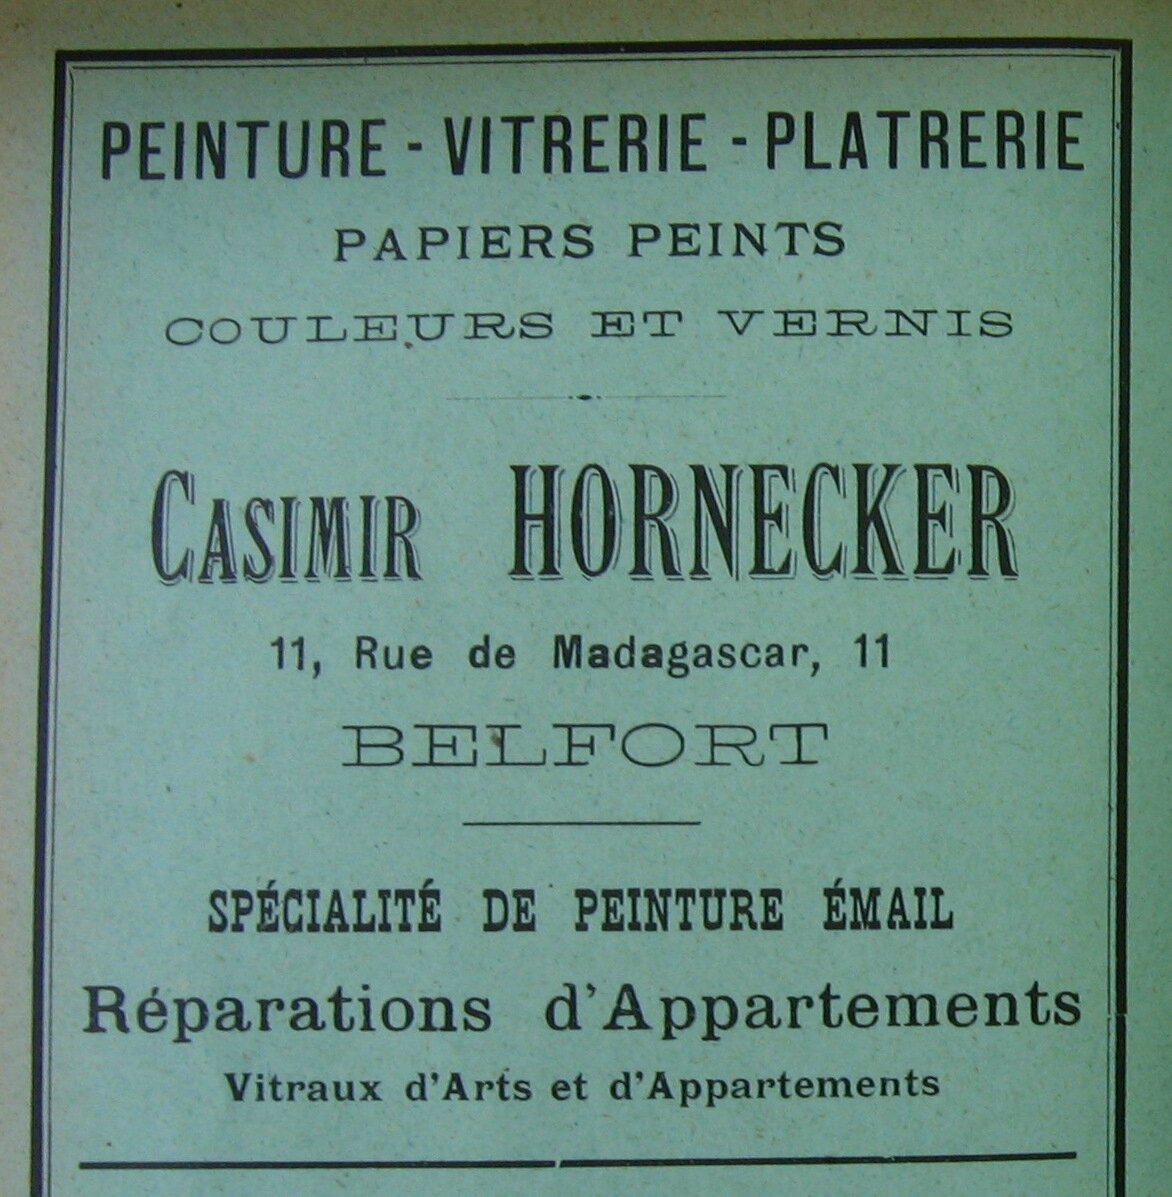 PEINTURE - VITRERIE - PLATRERIE
PAPIERS PEINTS
COULEURS ET VERNIS
CASIMIR HORNECKER
11, Rue de Madagascar, 11
BELFORT
SPÉCIALITÉ DE PEINTURE ÉMAIL
Réparations d'Appartements
Vitraux d'Arts et d'Appartements